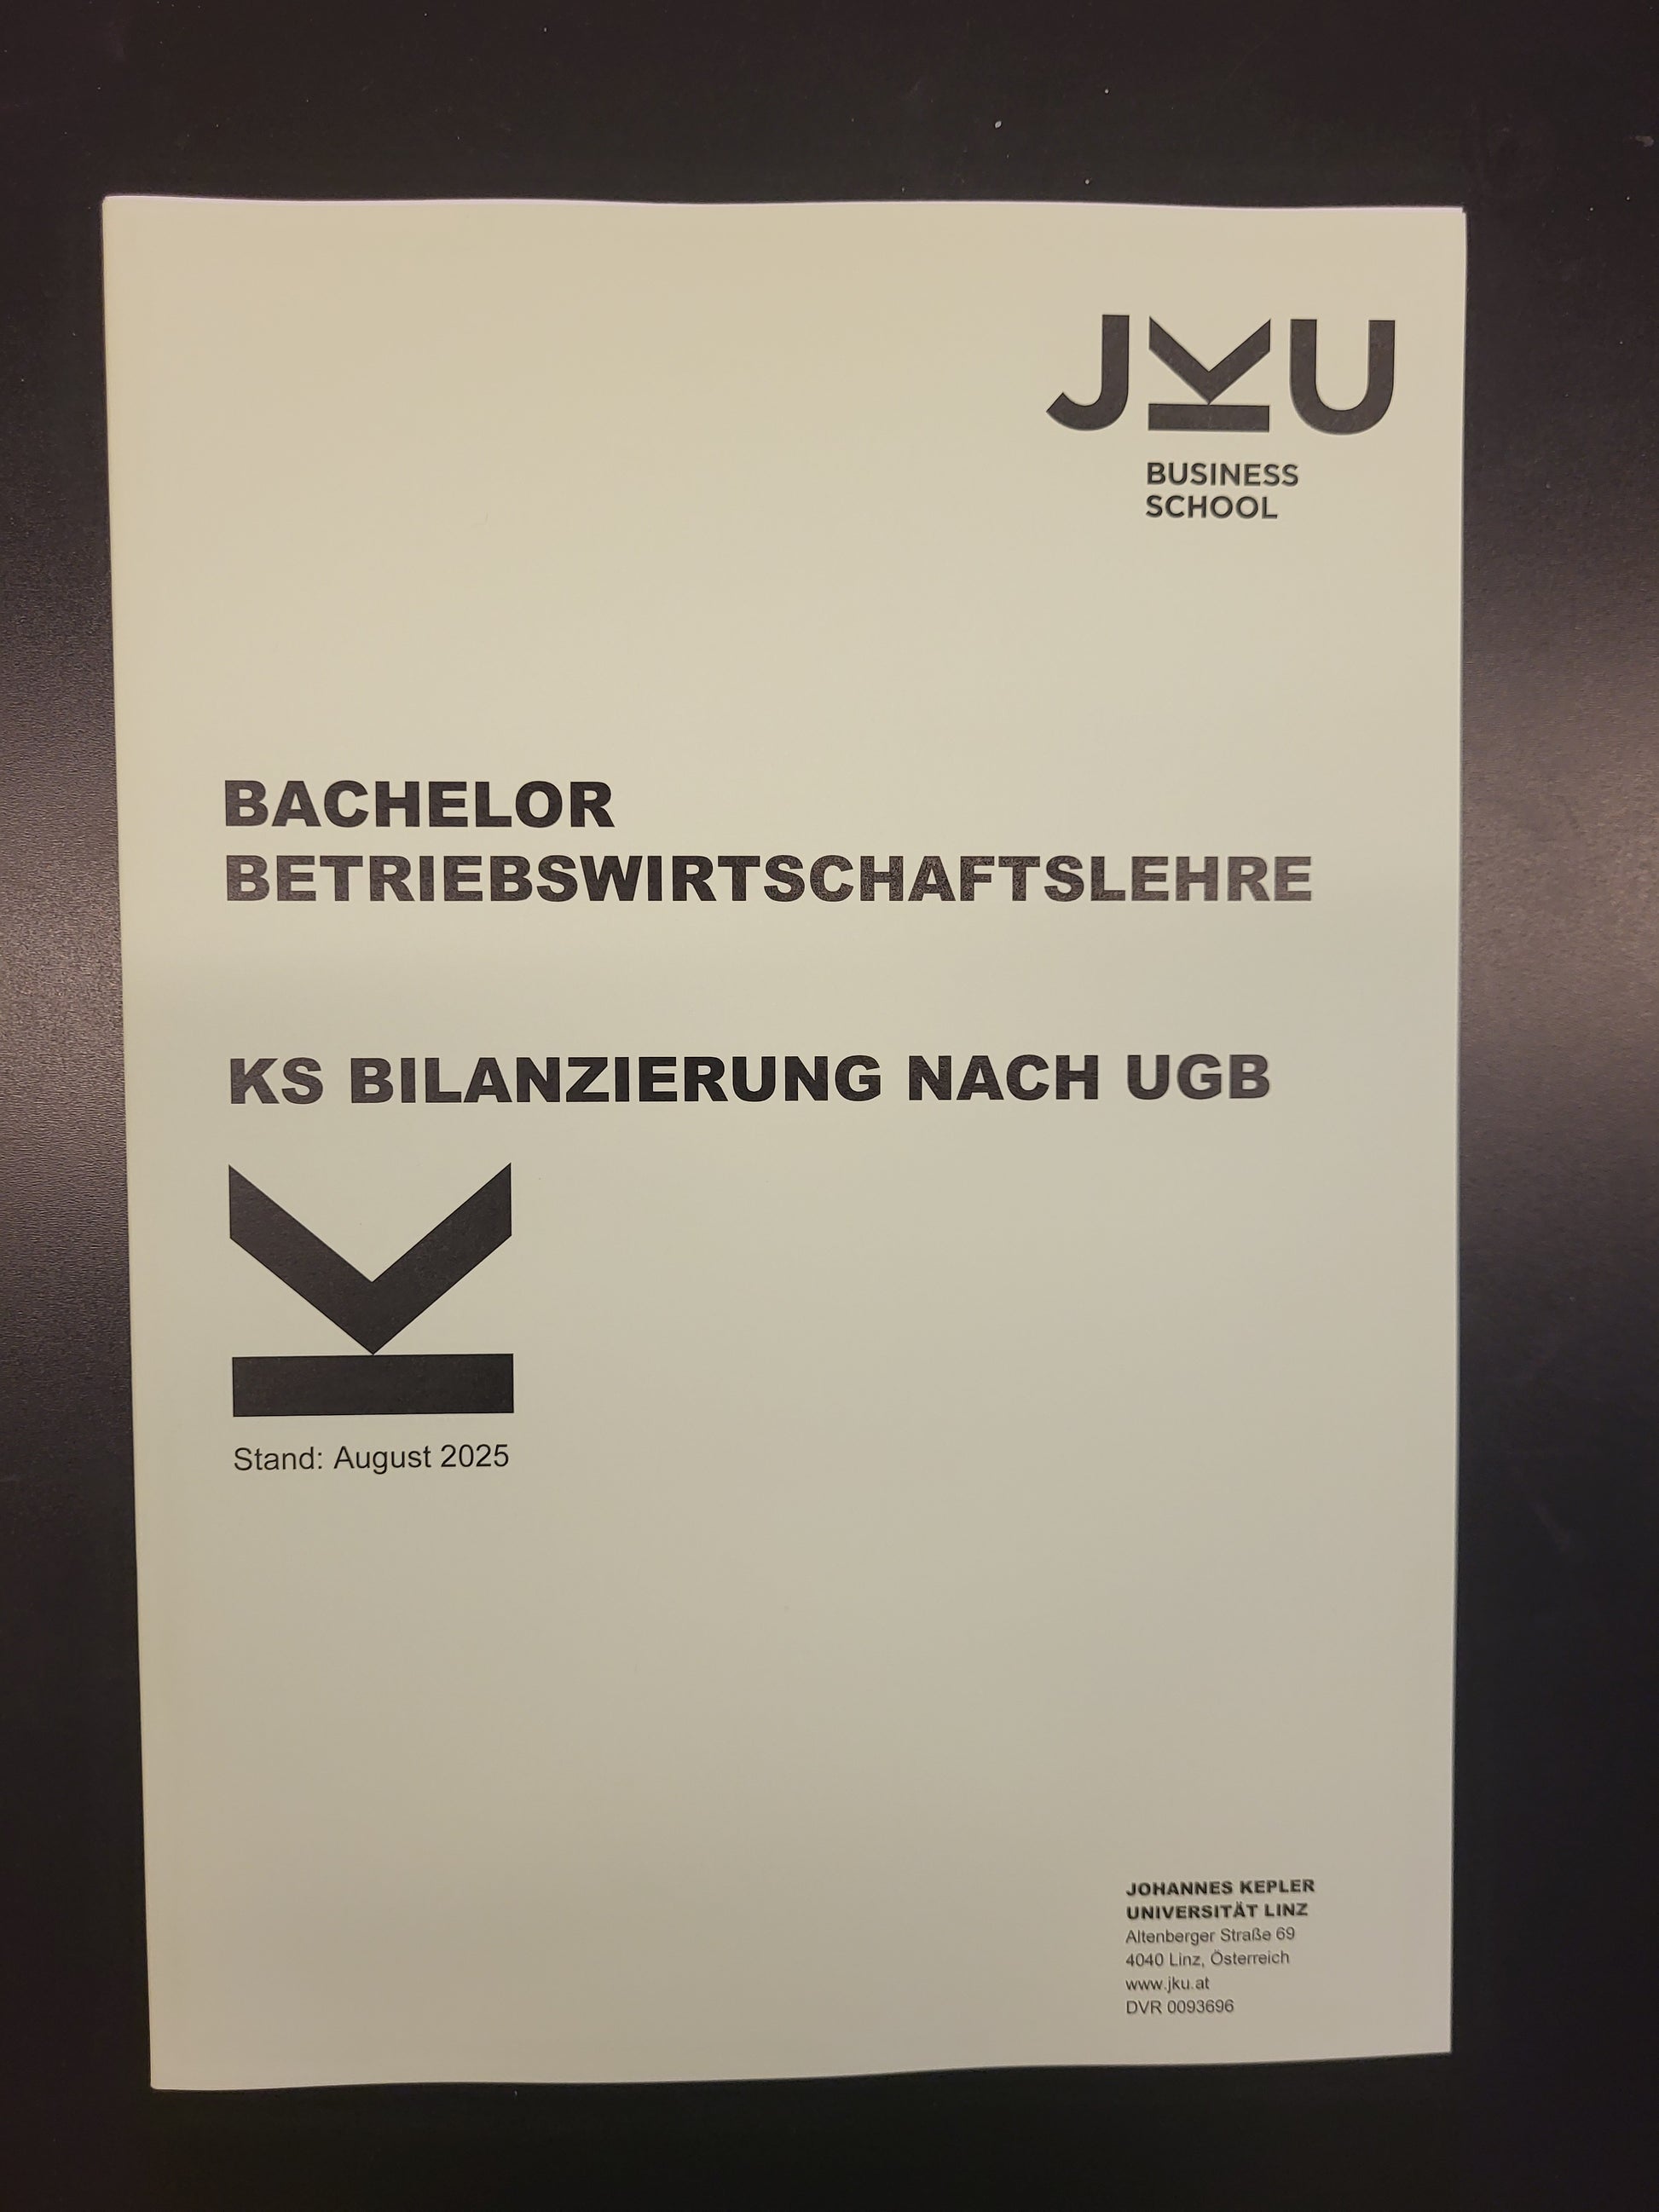 JKU
BUSINESS
SCHOOL
BACHELOR
BETRIEBSWIRTSCHAFTSLEHRE
KS BILANZIERUNG NACH UGB
Stand: August 2025
JOHANNES KEPLER
UNIVERSITÄT LINZ
Altenberger Straße 69
4040 Linz, Österreich
www.jku.at
DVR 0093696